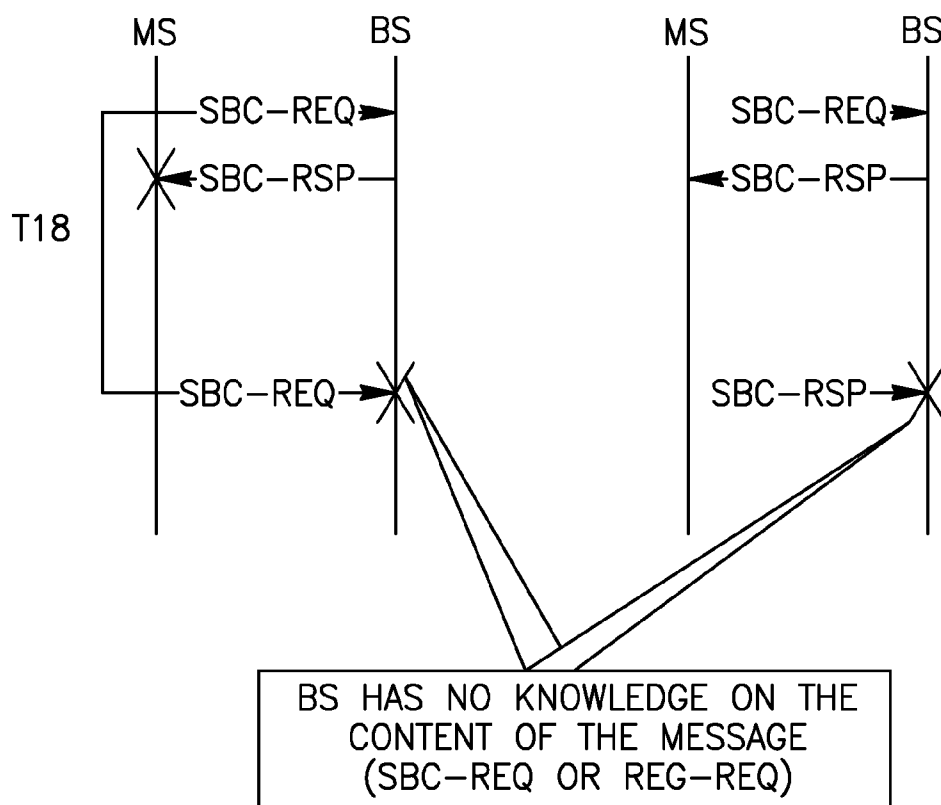 MS BS MS BS
SBC-REQ SBC-REQ
SBC-RSP SBC-RSP
T18
SBC-REQ SBC-RSP
BS HAS NO KNOWLEDGE ON THE
CONTENT OF THE MESSAGE
(SBC-REQ OR REG-REQ)